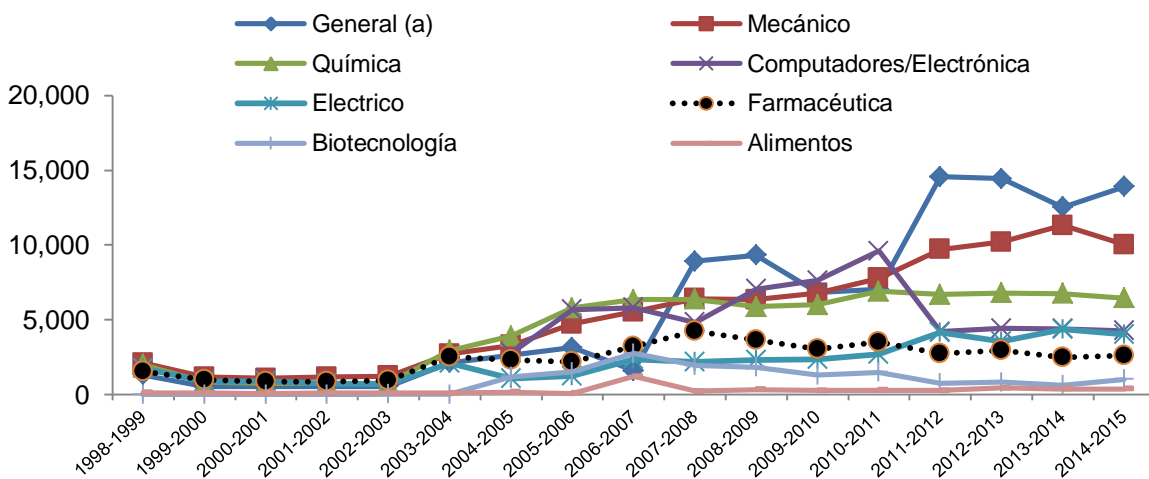 General (a) Mecánico
Química Computadores/Electrónica
Electrico Farmacéutica
Biotecnología Alimentos
20,000
15,000
10,000
5,000
0
1998-1999 1999-2000 2000-2001 2001-2002 2002-2003 2003-2004 2004-2005 2005-2006 2006-2007 2007-2008 2008-2009 2009-2010 2010-2011 2011-2012 2012-2013 2013-2014 2014-2015